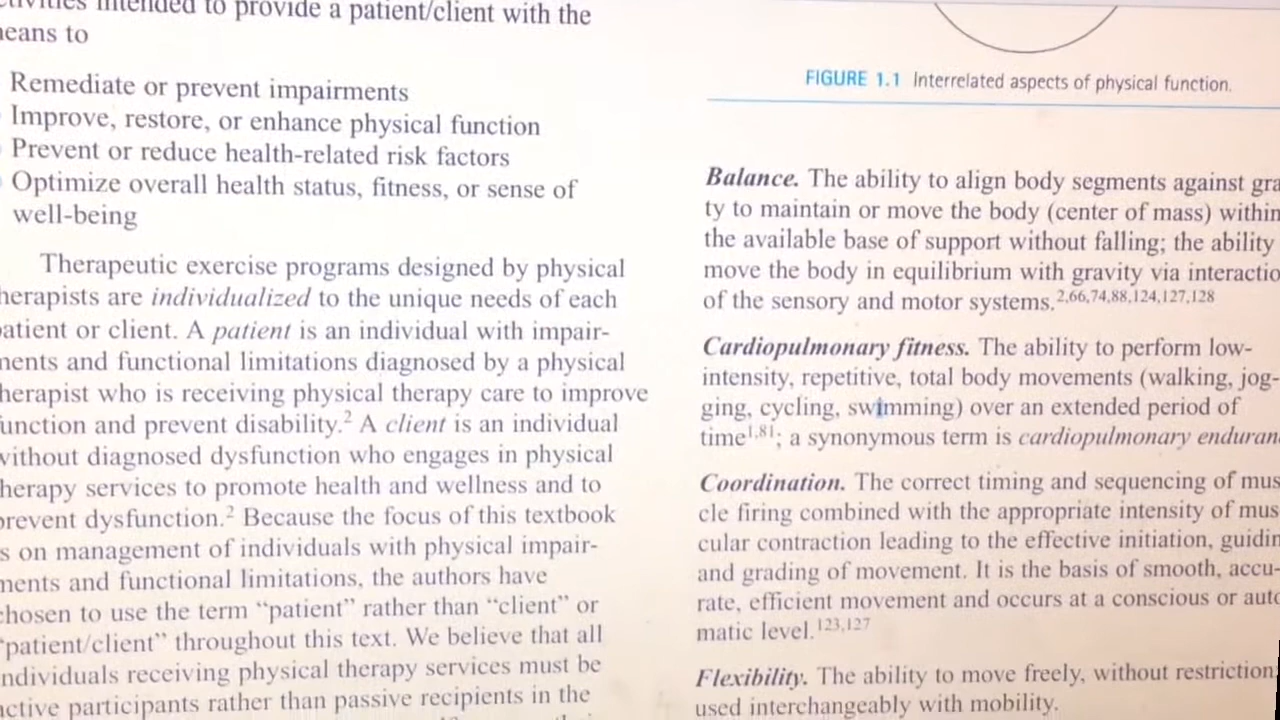 intended to provide a patient/client with the
to
Remediate or prevent impairments
Improve, restore, or enhance physical function
Prevent or reduce health-related risk factors
Optimize overall health status, fitness, or sense of
well-being
Therapeutic exercise programs designed by physical
herapists are individualized to the unique needs of each
atient or client. A patient is an individual with impair-
ments and functional limitations diagnosed by a physical
herapist who is receiving physical therapy care to improve
unction and prevent disability.2 A client is an individual
without diagnosed dysfunction who engages in physical
herapy services to promote health and wellness and to
prevent dysfunction.2 Because the focus of this textbook
s on management of individuals with physical impair-
ments and functional limitations, the authors have
chosen to use the term “patient” rather than “client” or
“patient/client” throughout this text. We believe that all
ndividuals receiving physical therapy services must be
active participants rather than passive recipients in the
FIGURE 1.1 Interrelated aspects of physical function.
Balance. The ability to align body segments against gra
ty to maintain or move the body (center of mass) within
the available base of support without falling; the ability
move the body in equilibrium with gravity via interactio
of the sensory and motor systems.2,66,74,88,124,127,128
Cardiopulmonary fitness. The ability to perform low-
intensity, repetitive, total body movements (walking, jog-
ging, cycling, swimming) over an extended period of
time1,81; a synonymous term is cardiopulmonary enduran
Coordination. The correct timing and sequencing of mus
cle firing combined with the appropriate intensity of mus
cular contraction leading to the effective initiation, guidin
and grading of movement. It is the basis of smooth, accu-
rate, efficient movement and occurs at a conscious or auto
matic level.123,127
Flexibility. The ability to move freely, without restriction
used interchangeably with mobility.